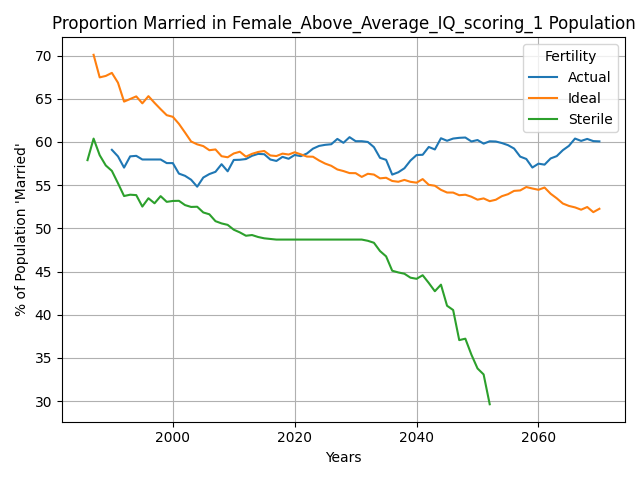 Proportion Married in Female_Above_Average_IQ_scoring_1 Population
Fertility
Actual
Ideal
Sterile
% of Population 'Married'
70
65
60
55
50
45
40
35
30
2000 2020 2040 2060
Years